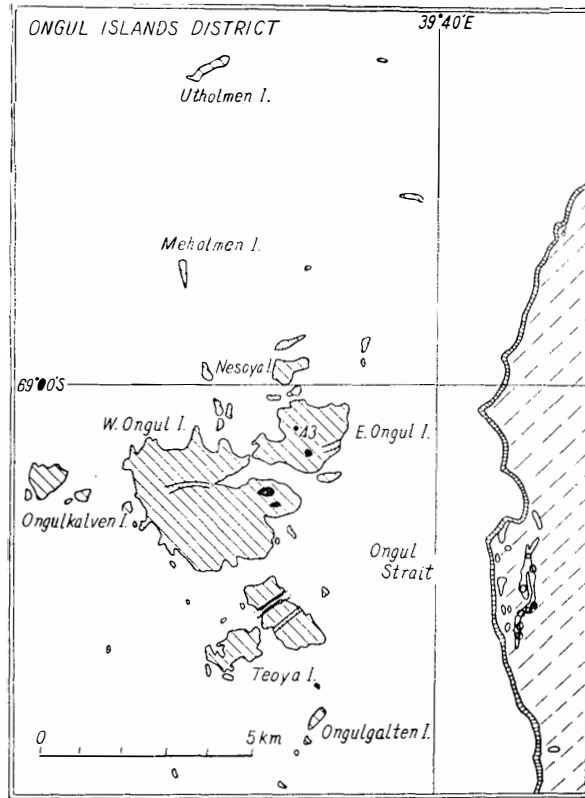 ONGUL ISLANDS DISTRICT
39°40'E
Utholmen I.
Meholmen I.
Nesoya I.
69°00'S
W. Ongul I.
43
E. Ongul I.
Ongulkalven I.
Ongul
Strait
Teoya I.
0 5 km
Ongulgalten I.